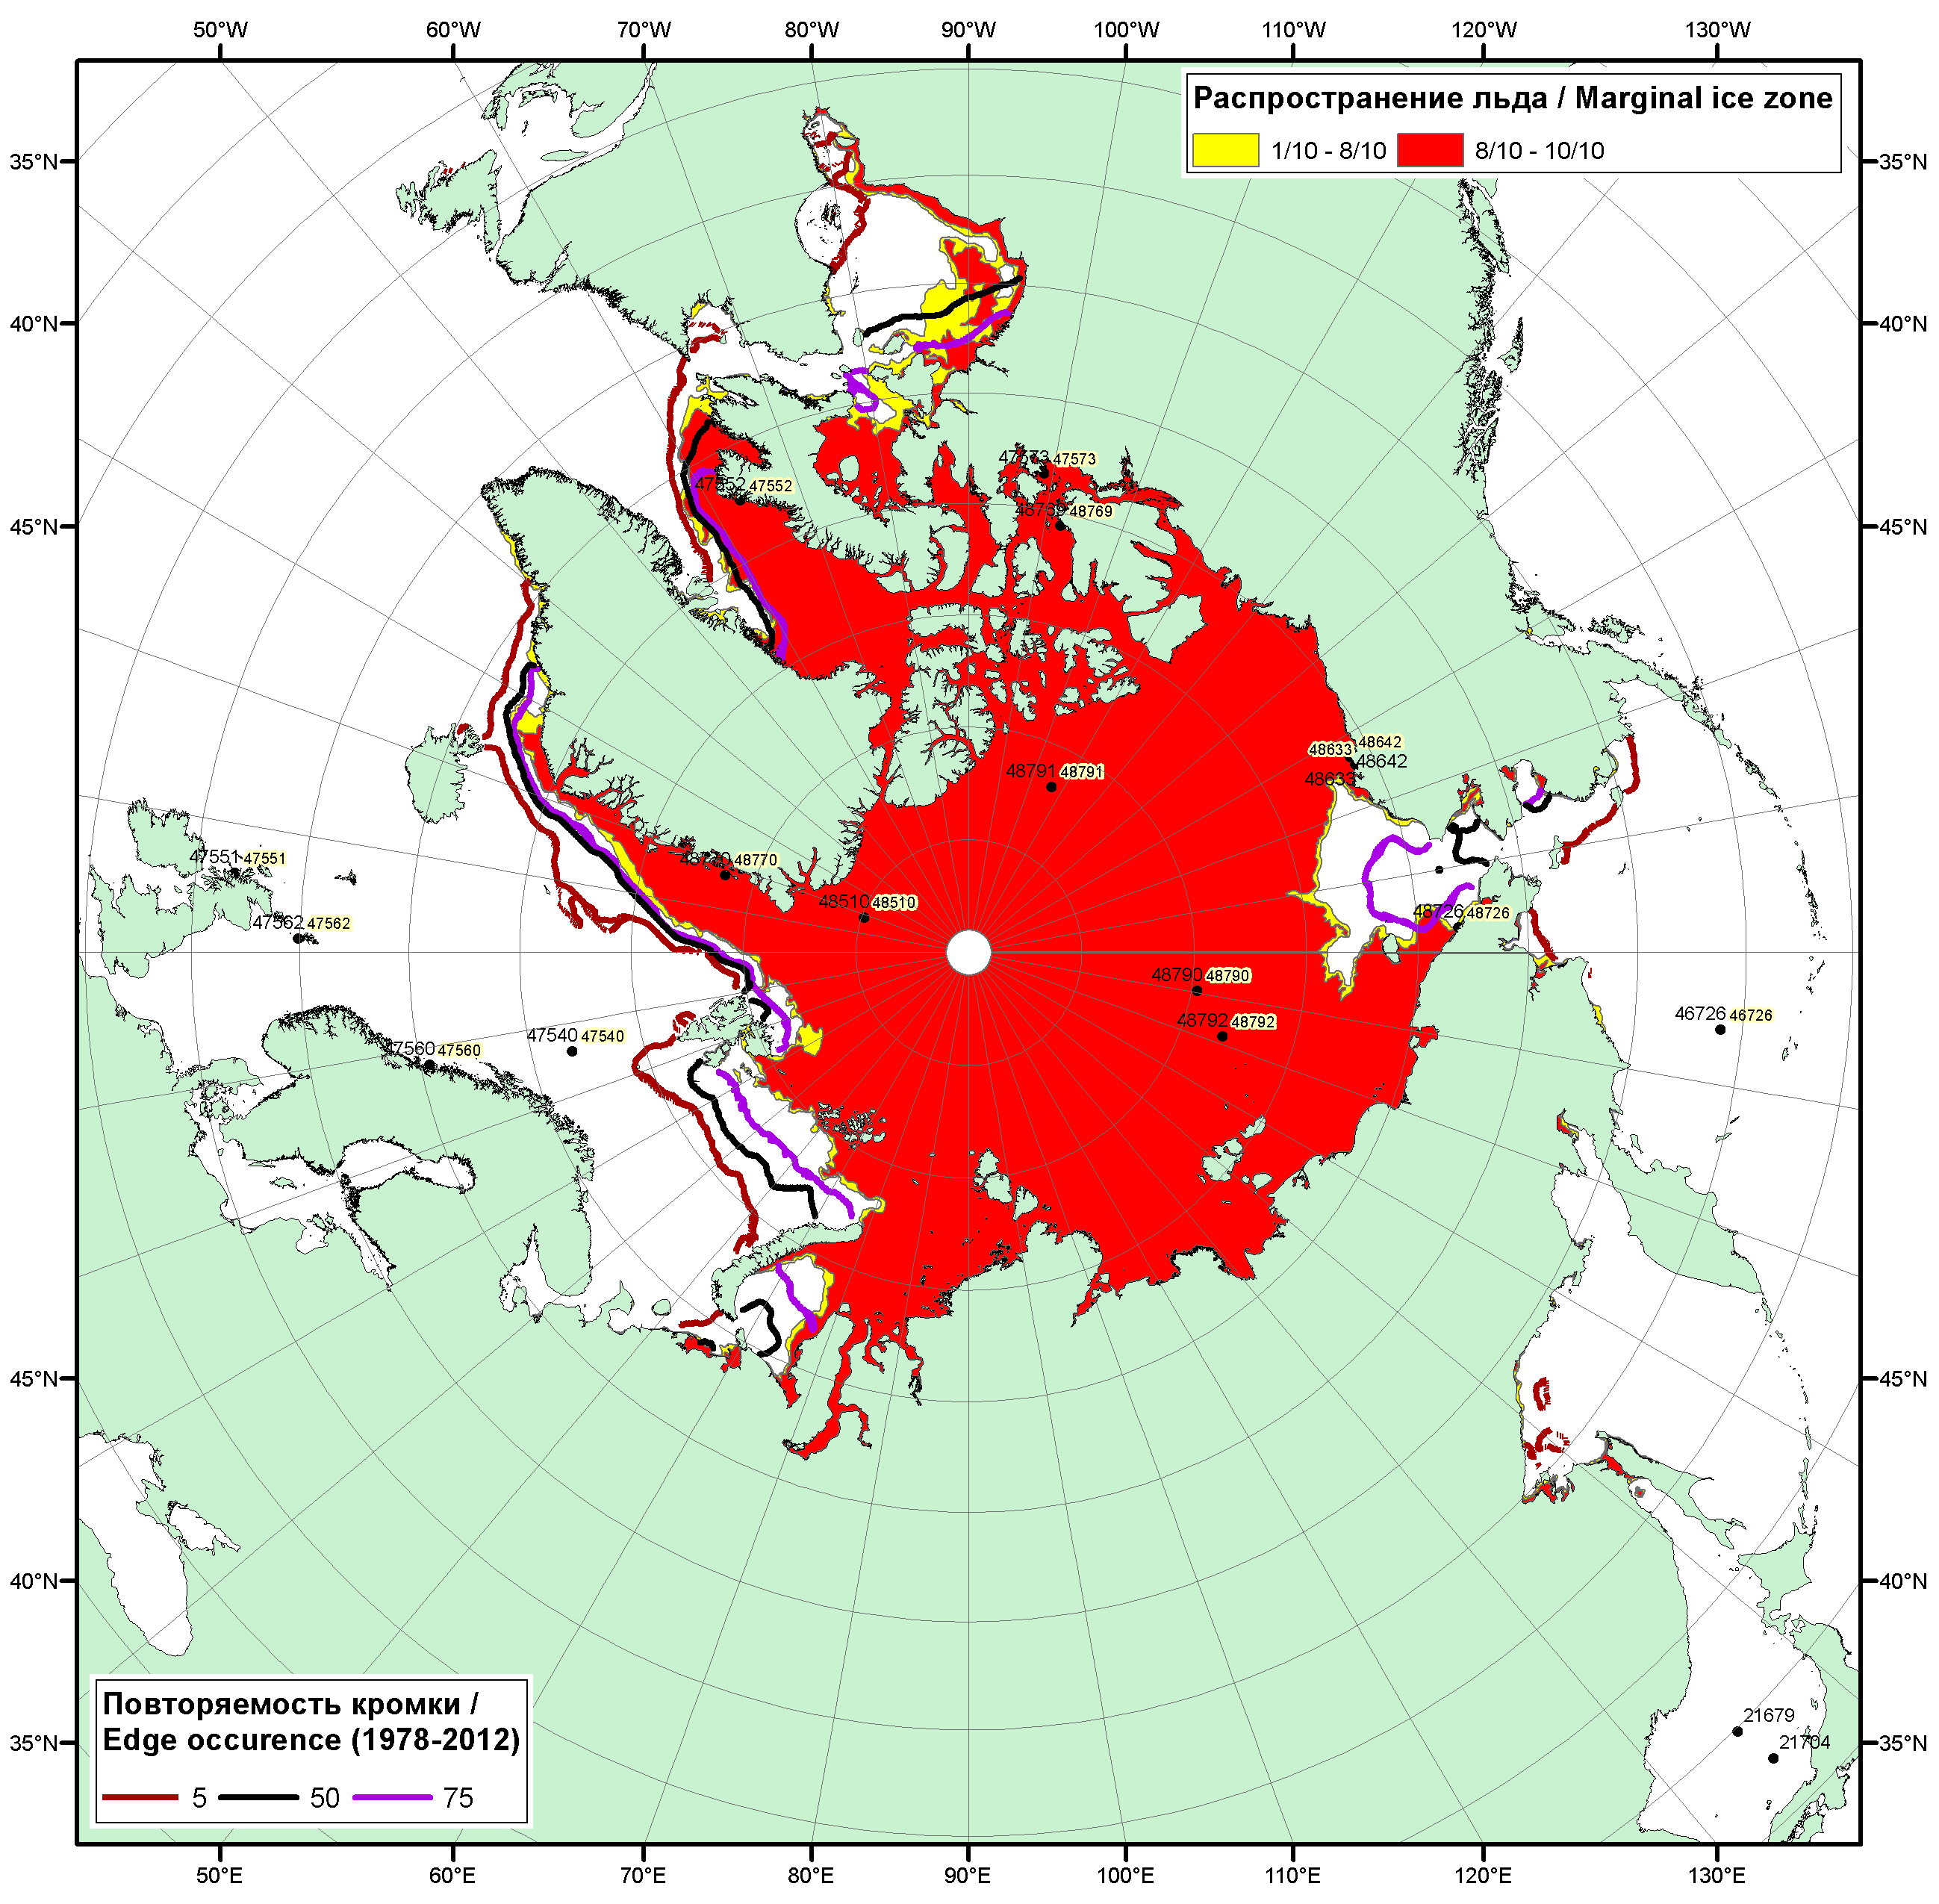 50°W 60°W 70°W 80°W 90°W 100°W 110°W 120°W 130°W
Распространение льда / Marginal ice zone
1/10 - 8/10 8/10 - 10/10
35°N 35°N
40°N 40°N
47573 47573
47552 47552
48769 48769
45°N 45°N
48633 48642
48642
48791 48791
48633
47551 47551
48770 48770
48510 48510
47562 47562
48726 48726
48790 48790
46726 46726
48792 48792
47540 47540
47560 47560
45°N 45°N
40°N 40°N
Повторяемость кромки /
Edge occurence (1978-2012)
5 50 75
21679
21704
35°N 35°N
50°E 60°E 70°E 80°E 90°E 100°E 110°E 120°E 130°E